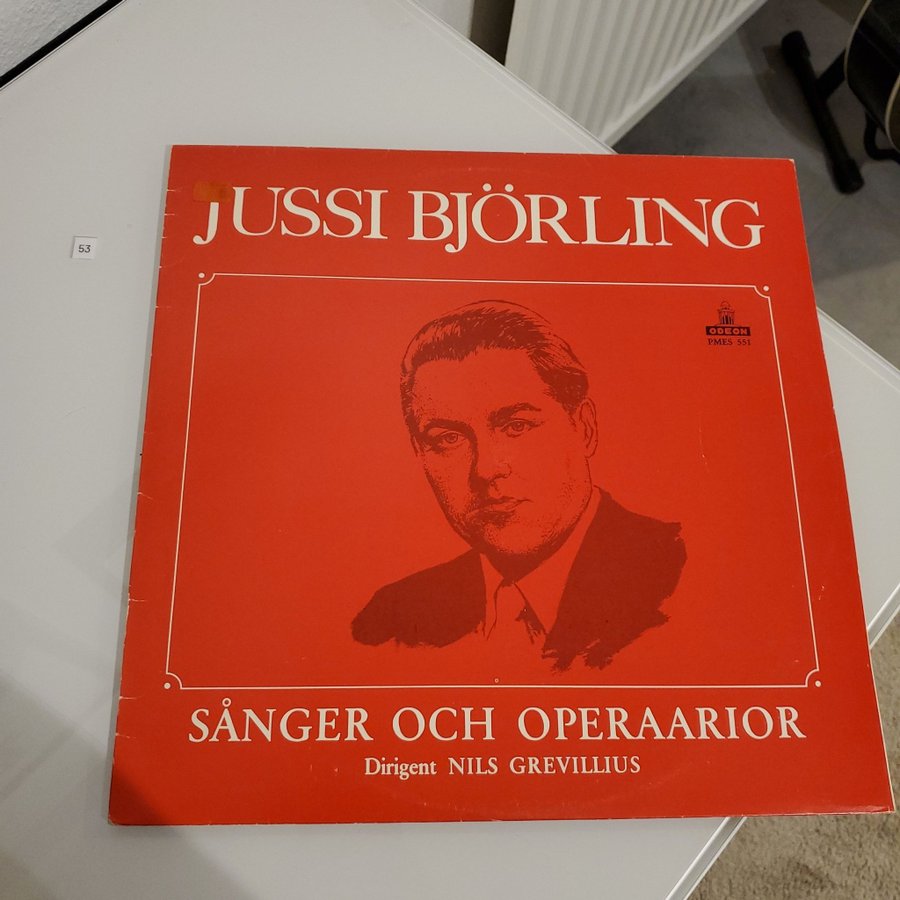 JUSSI BJÖRLING
53
ODEON
PMES 551
SÅNGER OCH OPERAARIOR
Dirigent NILS GREVILLIUS